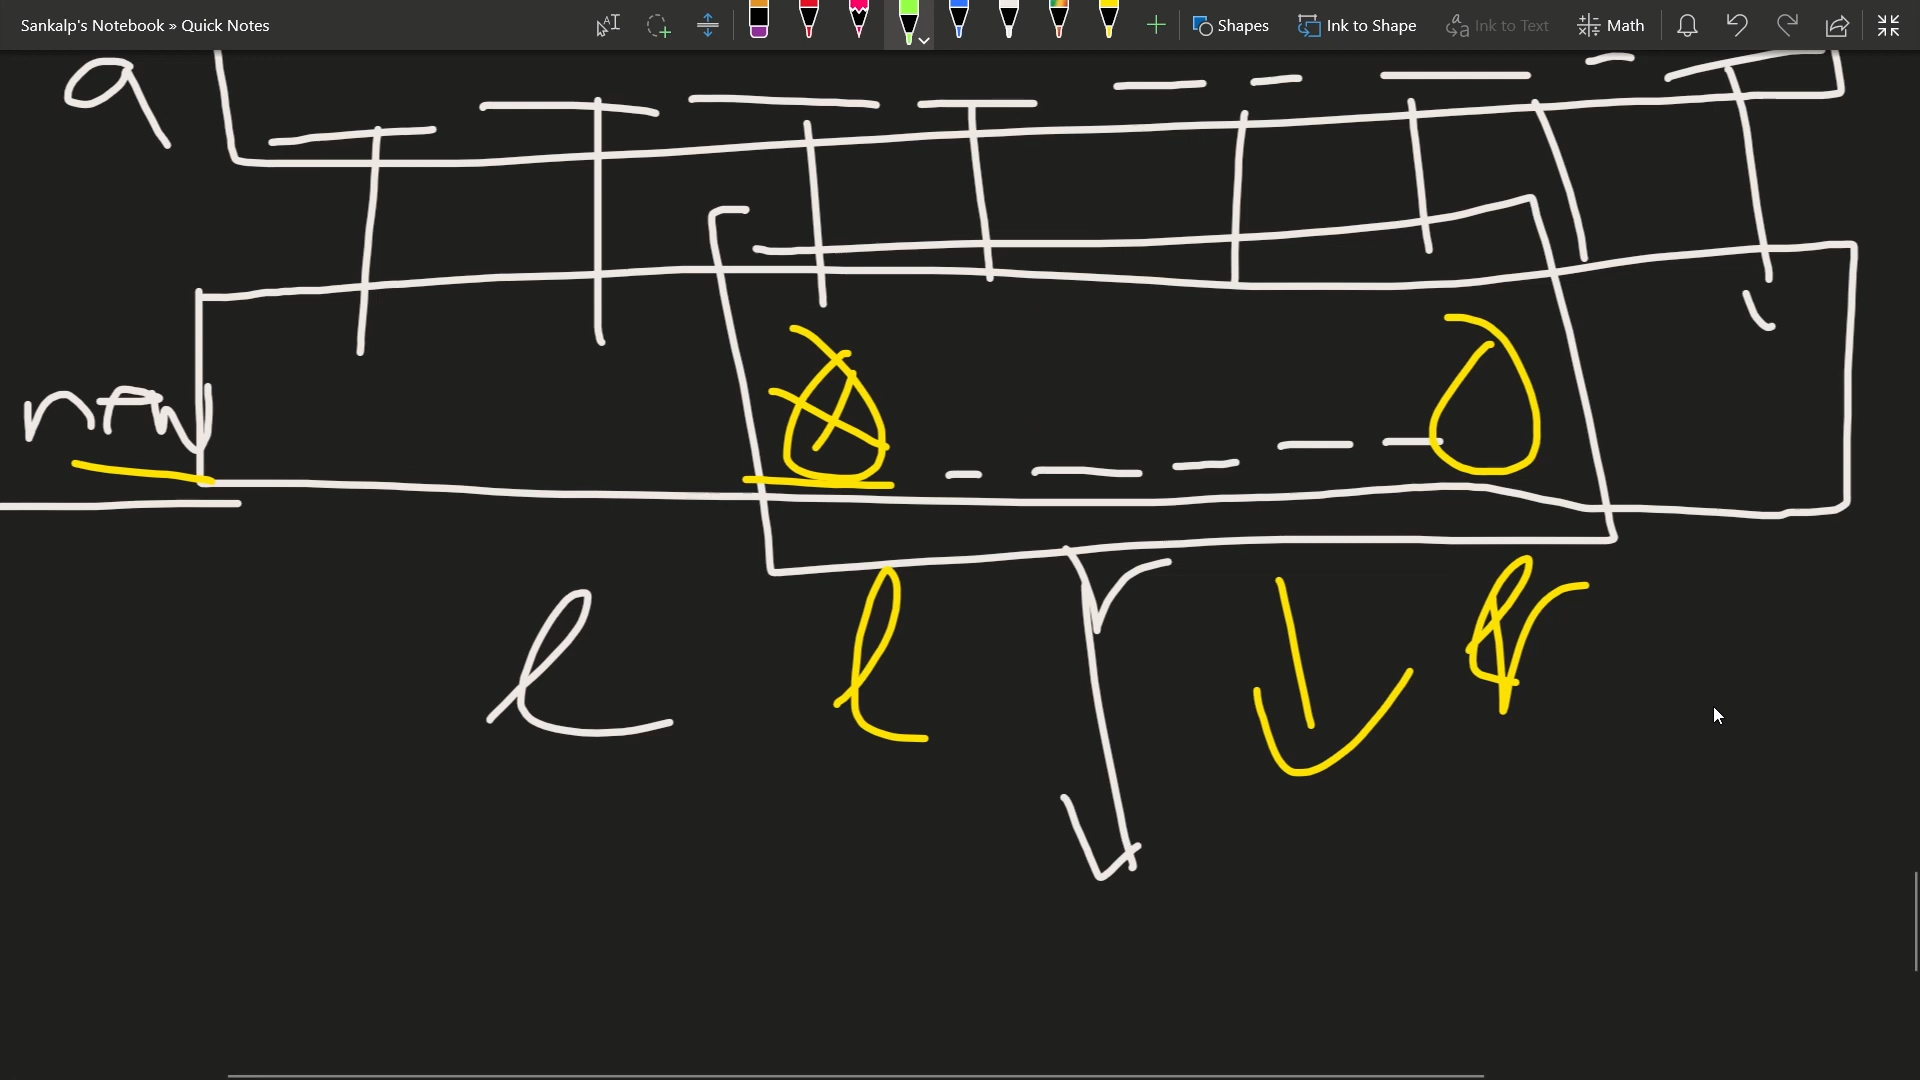 Sankalp's Notebook » Quick Notes
Shapes Ink to Shape Ink to Text Math
a
new
l l r r